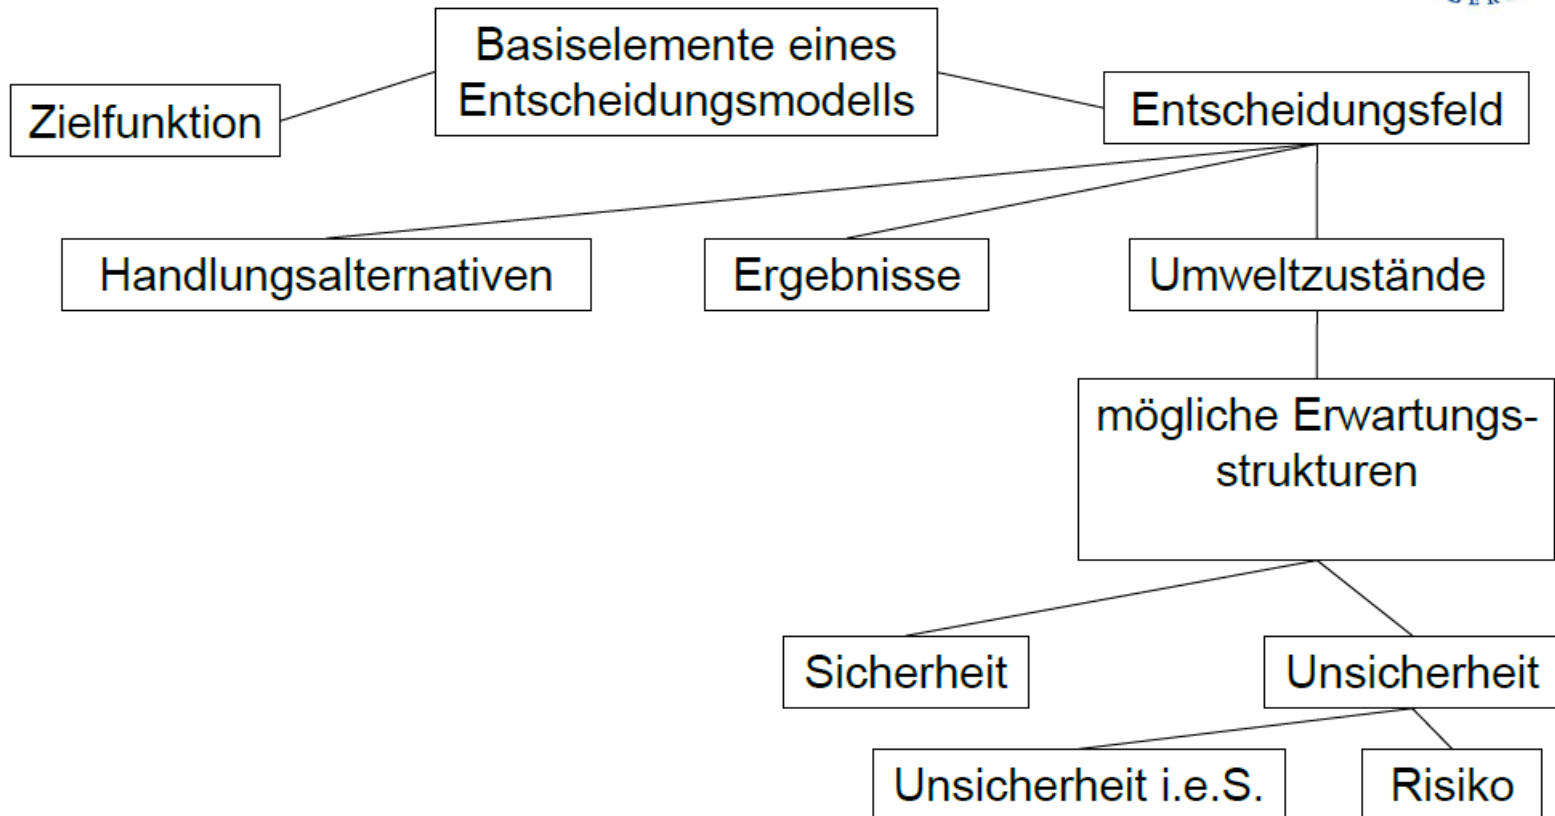 Basiselemente eines
Entscheidungsmodells
Zielfunktion
Entscheidungsfeld
Handlungsalternativen
Ergebnisse
Umweltzustände
mögliche Erwartungs-
strukturen
Sicherheit
Unsicherheit
Unsicherheit i.e.S.
Risiko